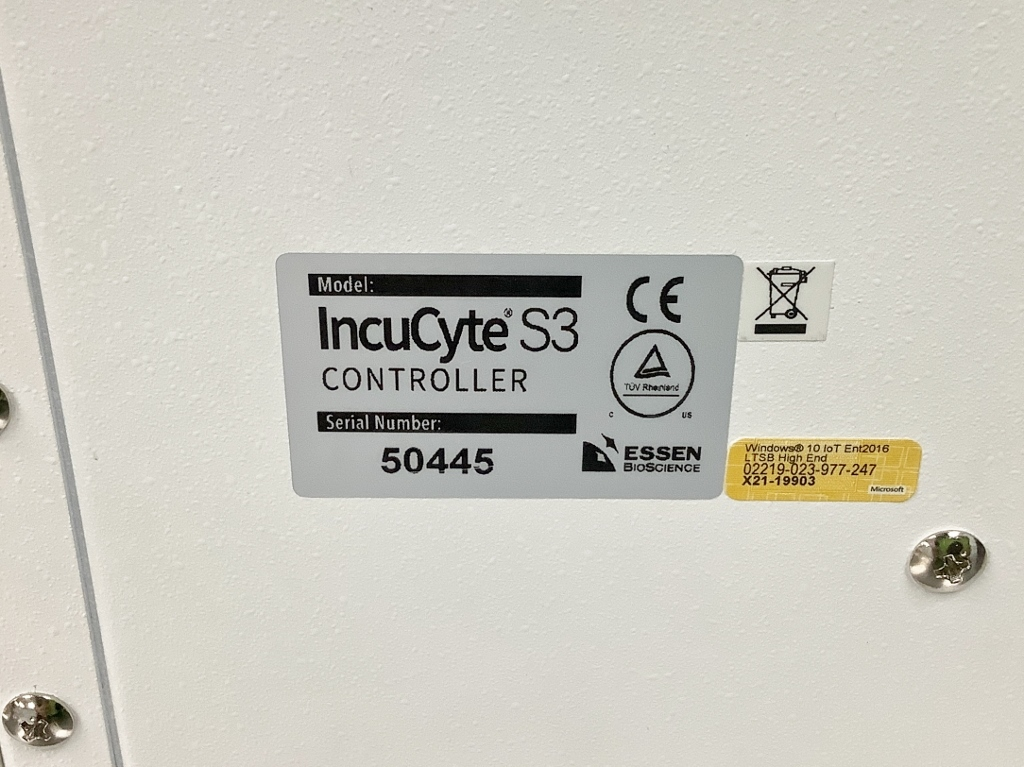 Model:
IncuCyte® S3
CONTROLLER
Serial Number:
50445
CE
TÜV Rheinland
C US
ESSEN
BIOSCIENCE
Windows® 10 IoT Ent2016
LTSB High End
02219-023-977-247
X21-19903
Microsoft